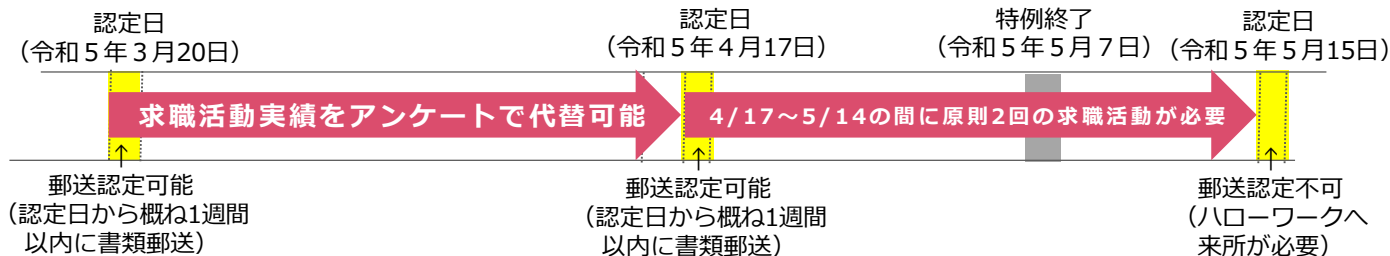 認定日
（令和５年３月20日）
認定日
（令和５年４月17日）
特例終了
（令和５年５月７日）
認定日
（令和５年５月15日）
求職活動実績をアンケートで代替可能
4/17～5/14の間に原則2回の求職活動が必要
↑
郵送認定可能
（認定日から概ね1週間
以内に書類郵送）
↑
郵送認定可能
（認定日から概ね1週間
以内に書類郵送）
↑
郵送認定不可
（ハローワークへ
来所が必要）